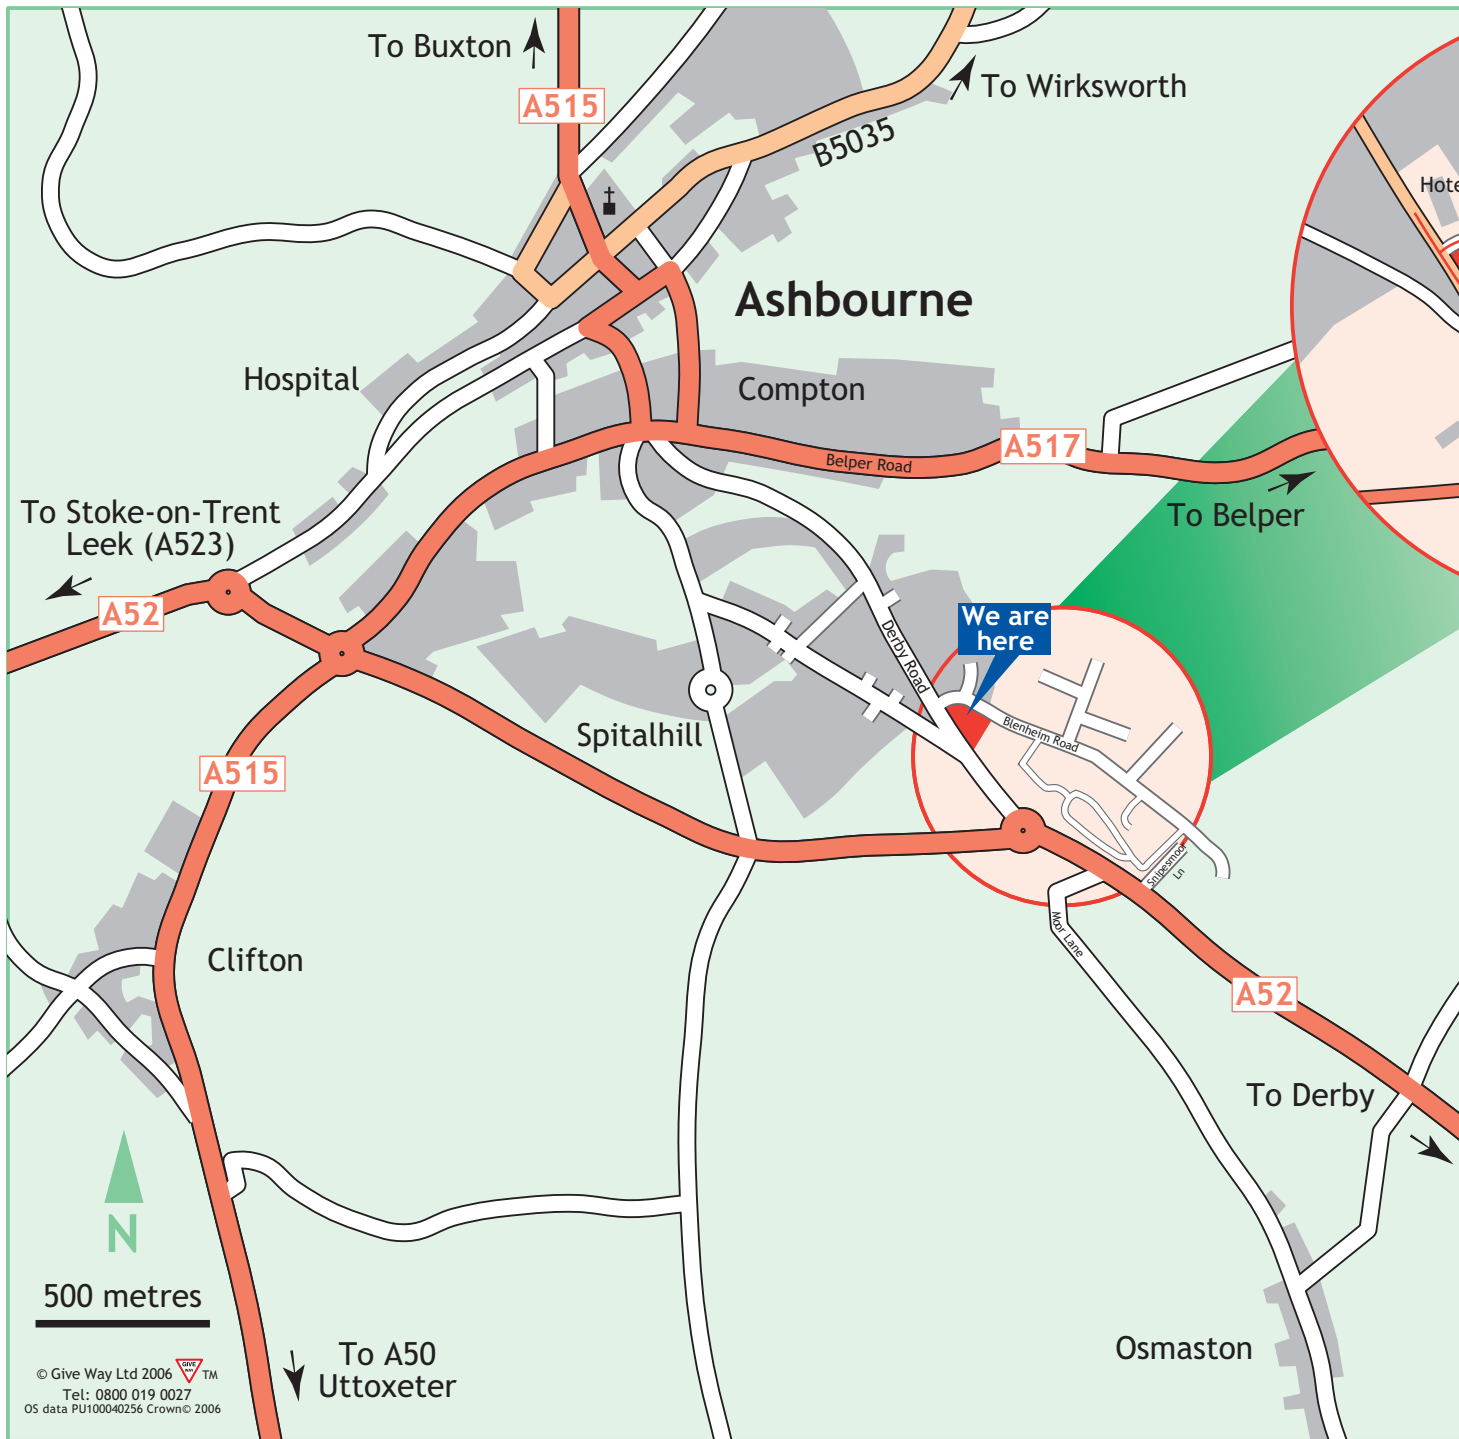 To Buxton
A515
To Wirksworth
B5035
Hote
Ashbourne
Hospital
Compton
Belper Road
A517
To Belper
To Stoke-on-Trent
Leek (A523)
A52
We are
here
Derby Road
Blenheim Road
Spitalhill
A515
Snipesmoor
Ln
Moor Lane
Clifton
A52
To Derby
N
500 metres
Osmaston
To A50
Uttoxeter
GIVE
WAY
© Give Way Ltd 2006 TM
Tel: 0800 019 0027
OS data PU100040256 Crown© 2006